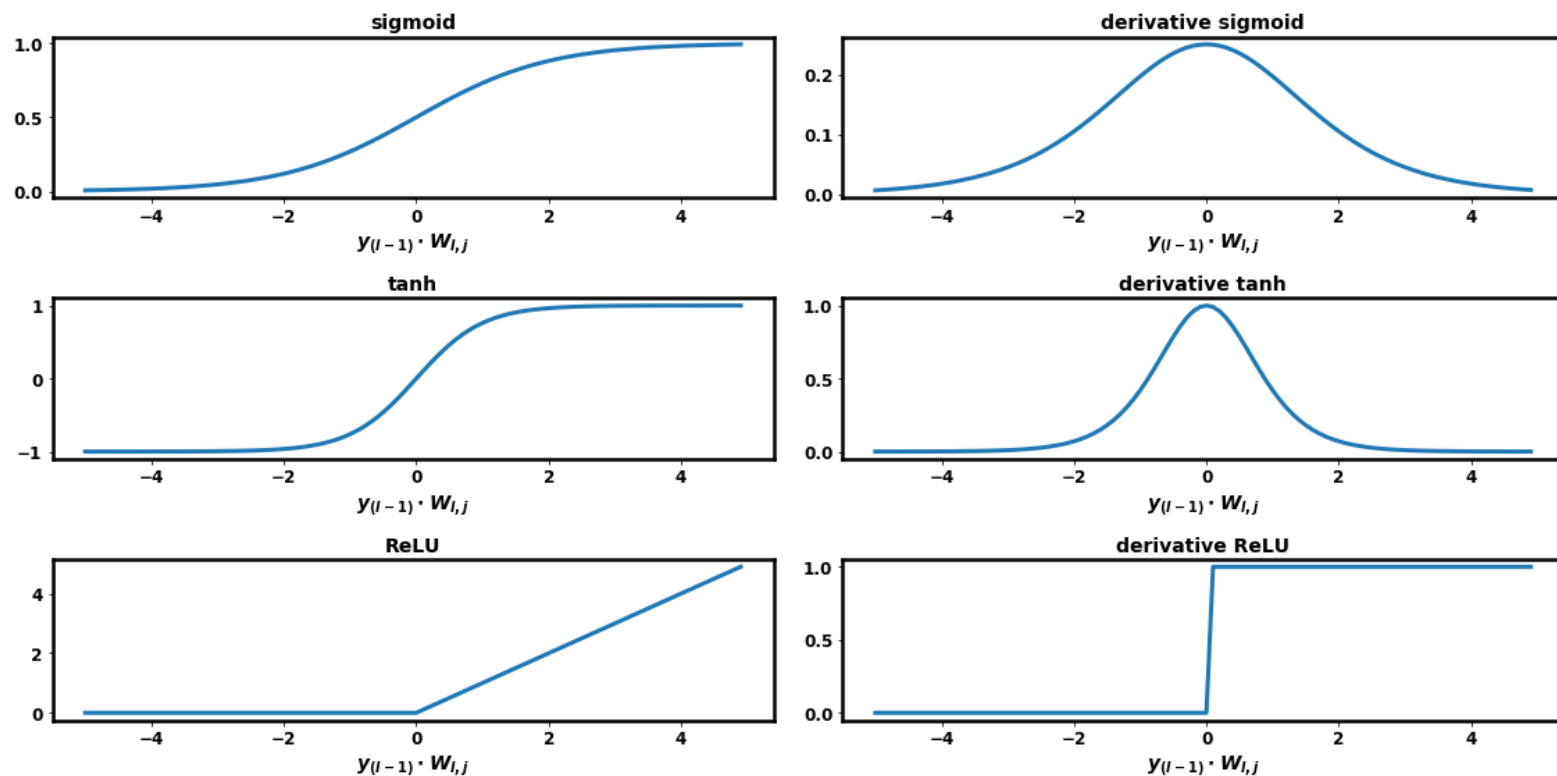 sigmoid
1.0
0.5
0.0
−4 −2 0 2 4
y(l − 1) · Wl, j
derivative sigmoid
0.2
0.1
0.0
−4 −2 0 2 4
y(l − 1) · Wl, j
tanh
1
0
−1
−4 −2 0 2 4
y(l − 1) · Wl, j
derivative tanh
1.0
0.5
0.0
−4 −2 0 2 4
y(l − 1) · Wl, j
ReLU
4
2
0
−4 −2 0 2 4
y(l − 1) · Wl, j
derivative ReLU
1.0
0.5
0.0
−4 −2 0 2 4
y(l − 1) · Wl, j